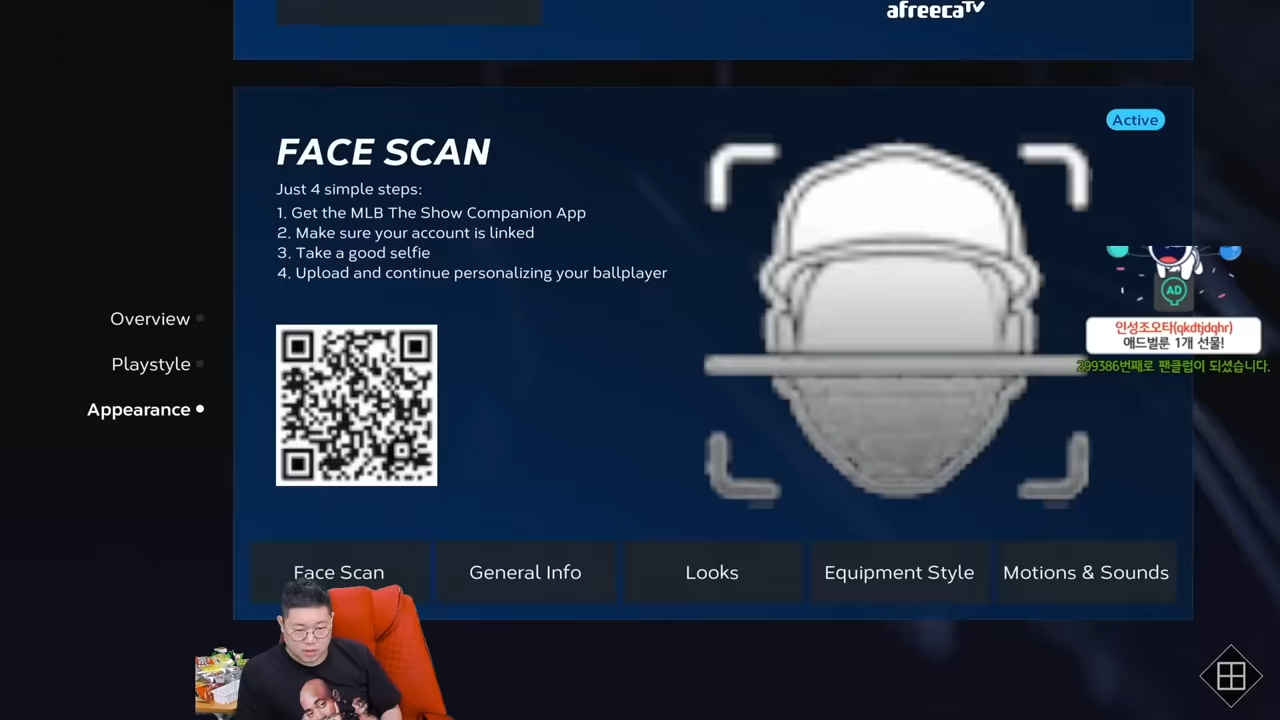 afreecaTV
Active
FACE SCAN
Just 4 simple steps:
1. Get the MLB The Show Companion App
2. Make sure your account is linked
3. Take a good selfie
4. Upload and continue personalizing your ballplayer
AD
인성조오타(qkdtjdqhr)
애드벌룬 1개 선물!
299386번째로 팬클럽이 되셨습니다.
Overview
Playstyle
Appearance
Face Scan
General Info
Looks
Equipment Style
Motions & Sounds